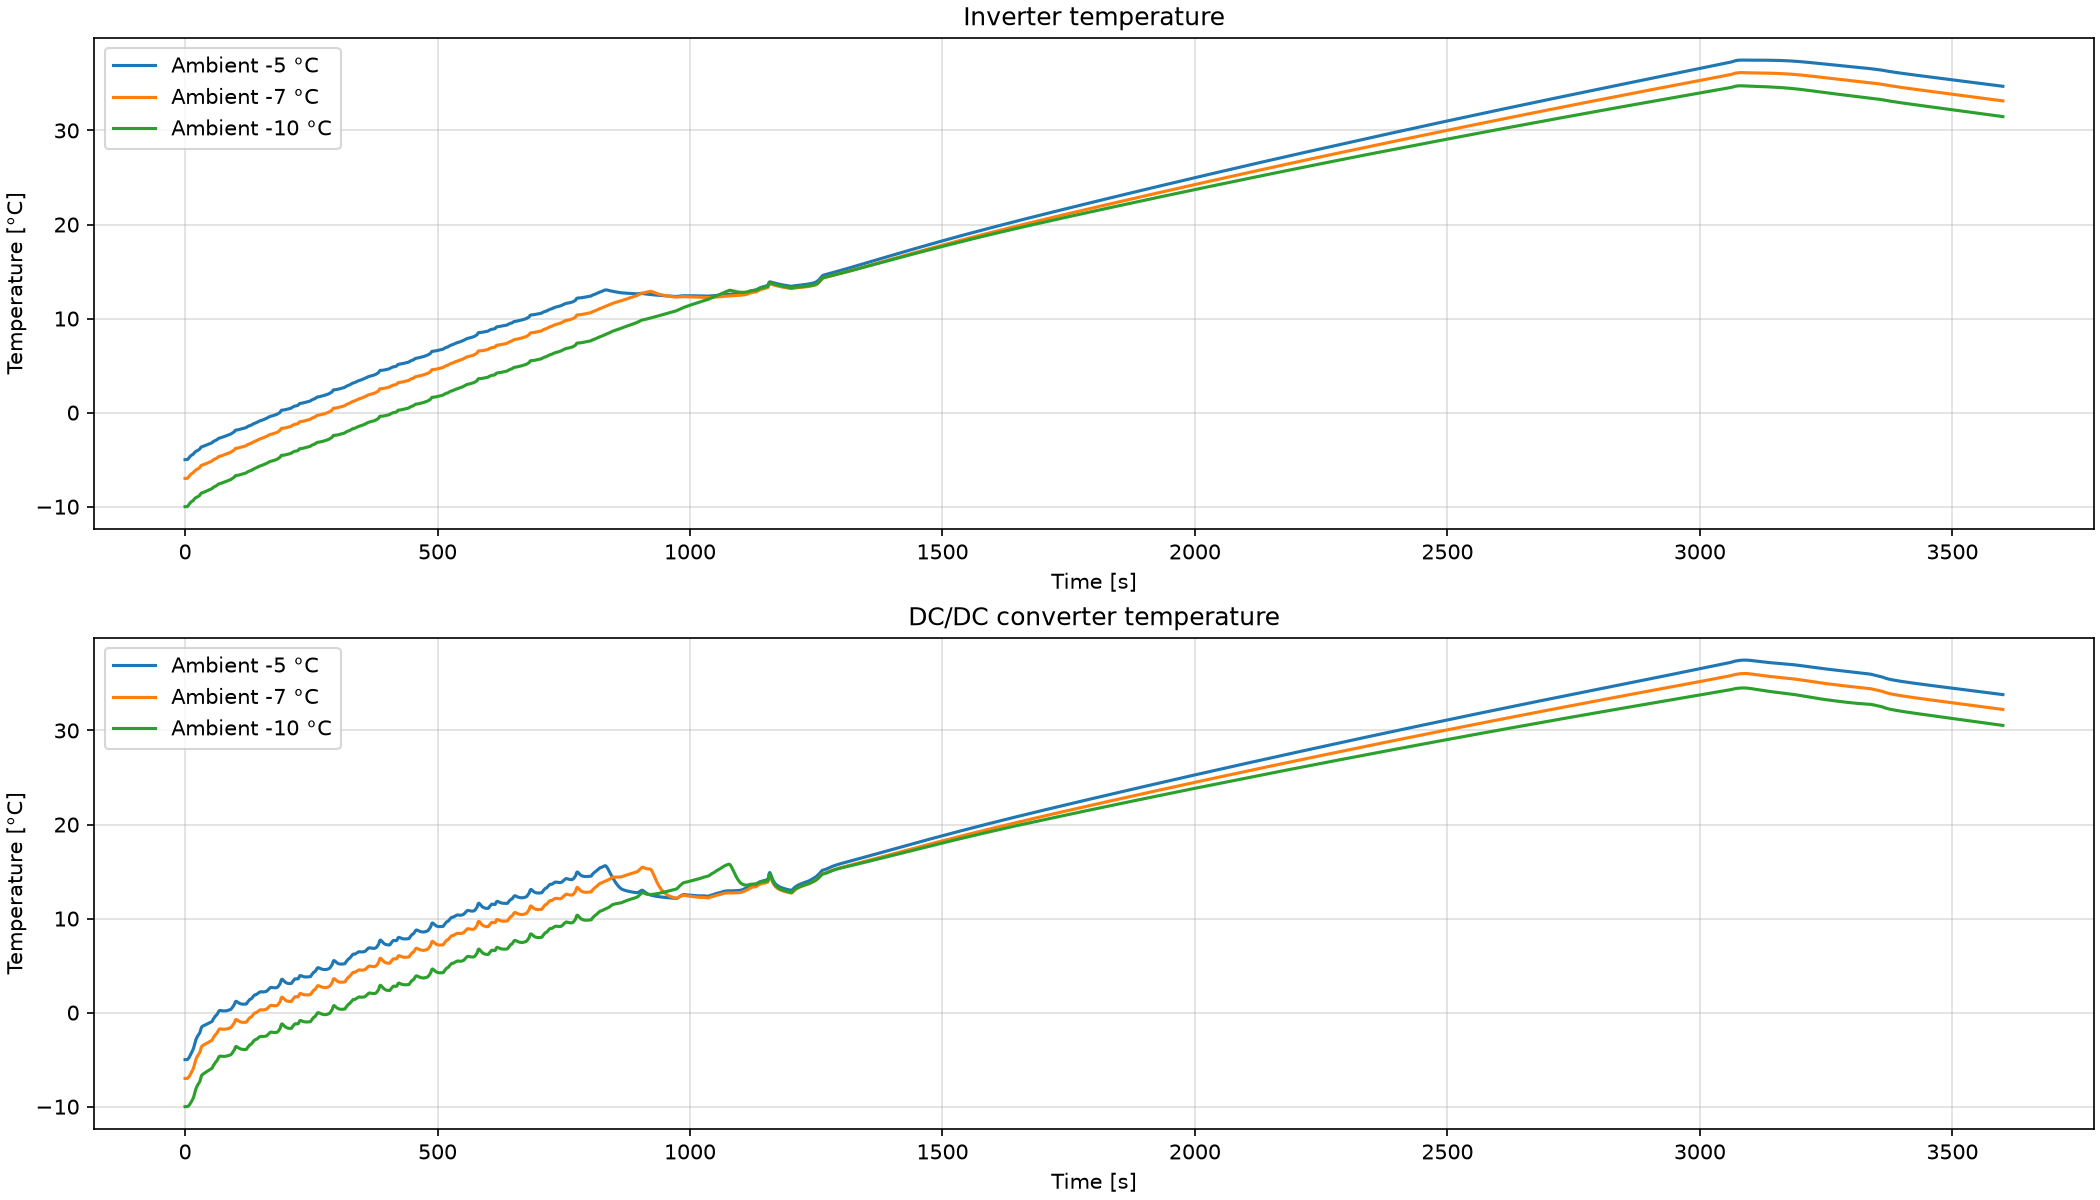 Inverter temperature
Ambient -5 °C
Ambient -7 °C
Ambient -10 °C
Temperature [°C]
30
20
10
0
−10
0 500 1000 1500 2000 2500 3000 3500
Time [s]
DC/DC converter temperature
Ambient -5 °C
Ambient -7 °C
Ambient -10 °C
Temperature [°C]
30
20
10
0
−10
0 500 1000 1500 2000 2500 3000 3500
Time [s]